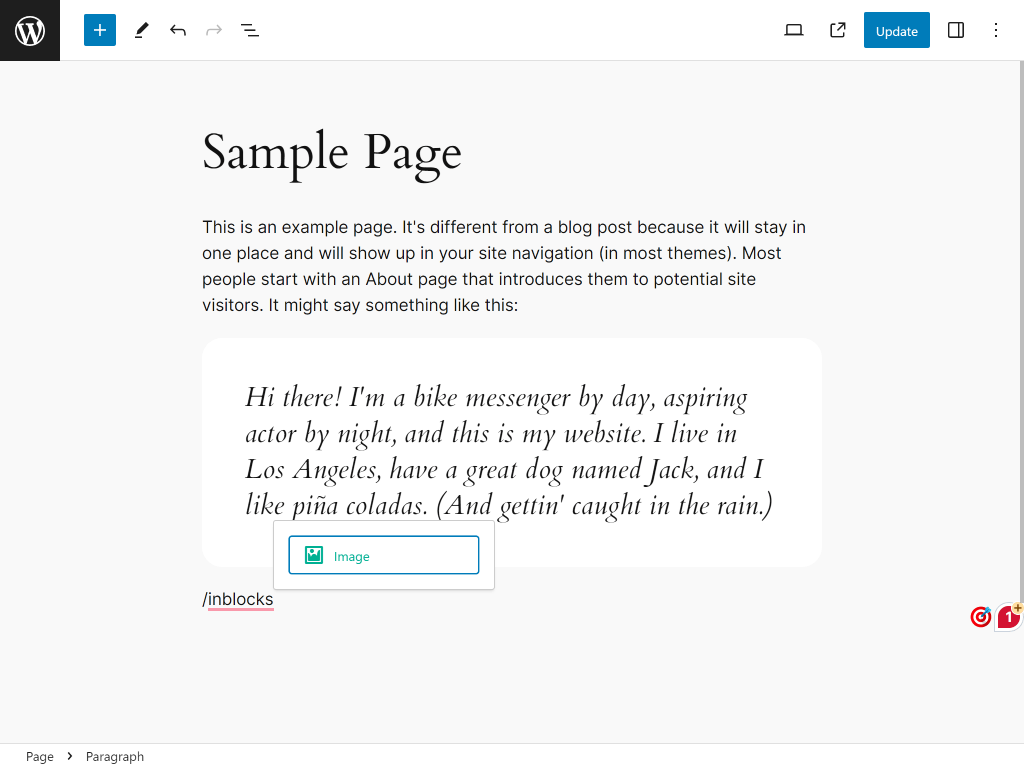 Update
Sample Page
This is an example page. It's different from a blog post because it will stay in
one place and will show up in your site navigation (in most themes). Most
people start with an About page that introduces them to potential site
visitors. It might say something like this:
Hi there! I'm a bike messenger by day, aspiring
actor by night, and this is my website. I live in
Los Angeles, have a great dog named Jack, and I
like piña coladas. (And gettin' caught in the rain.)
Image
/inblocks
1
Page
Paragraph